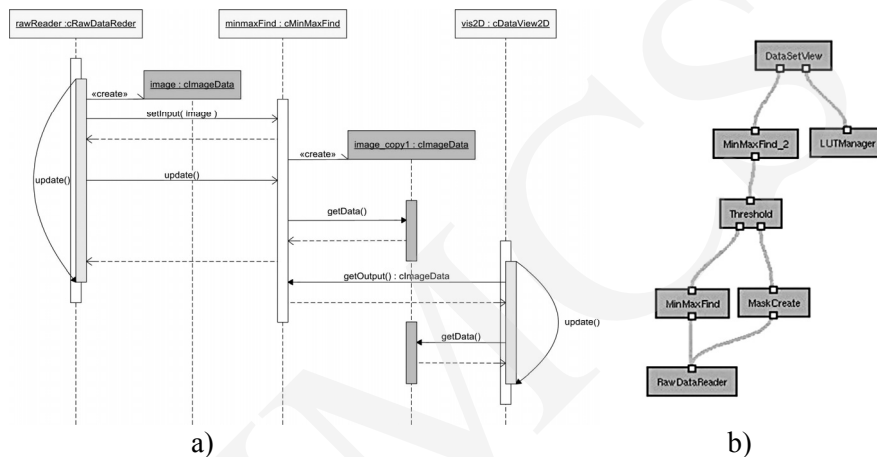 rawReader :cRawDataReder
minmaxFind : cMinMaxFind
vis2D : cDataView2D
image : cImageData
«create»
setInput( image )
image_copy1 : cImageData
«create»
update()
update()
getData()
getOutput() : cImageData
getData()
update()
a)
DataSetView
MinMaxFind_2
LUTManager
Threshold
MinMaxFind
MaskCreate
RawDataReader
b)